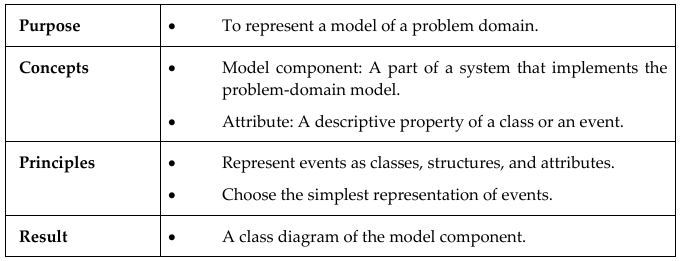 Purpose • To represent a model of a problem domain.
Concepts • Model component: A part of a system that implements the
problem-domain model.
• Attribute: A descriptive property of a class or an event.
Principles • Represent events as classes, structures, and attributes.
• Choose the simplest representation of events.
Result • A class diagram of the model component.